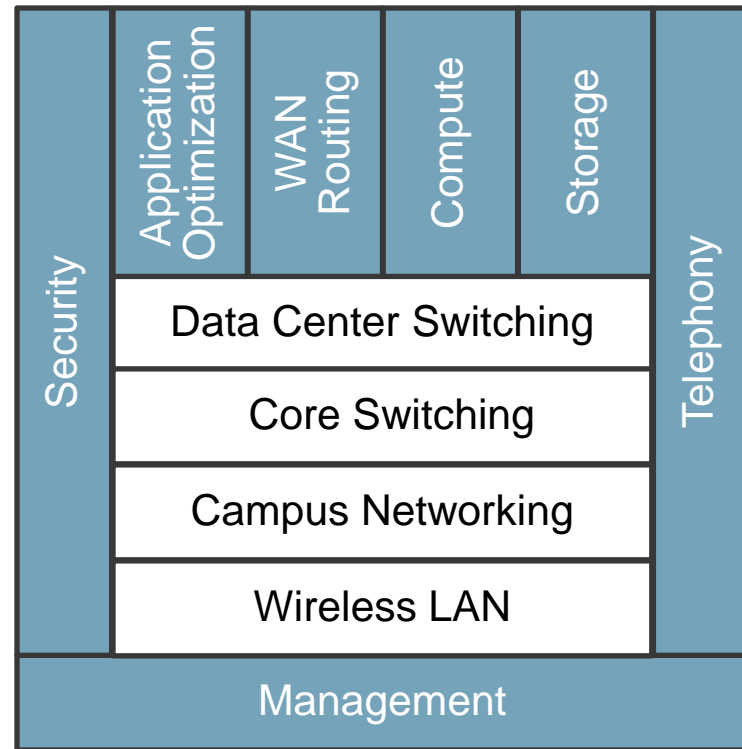 Security
Application
Optimization
WAN
Routing
Compute
Storage
Telephony
Data Center Switching
Core Switching
Campus Networking
Wireless LAN
Management